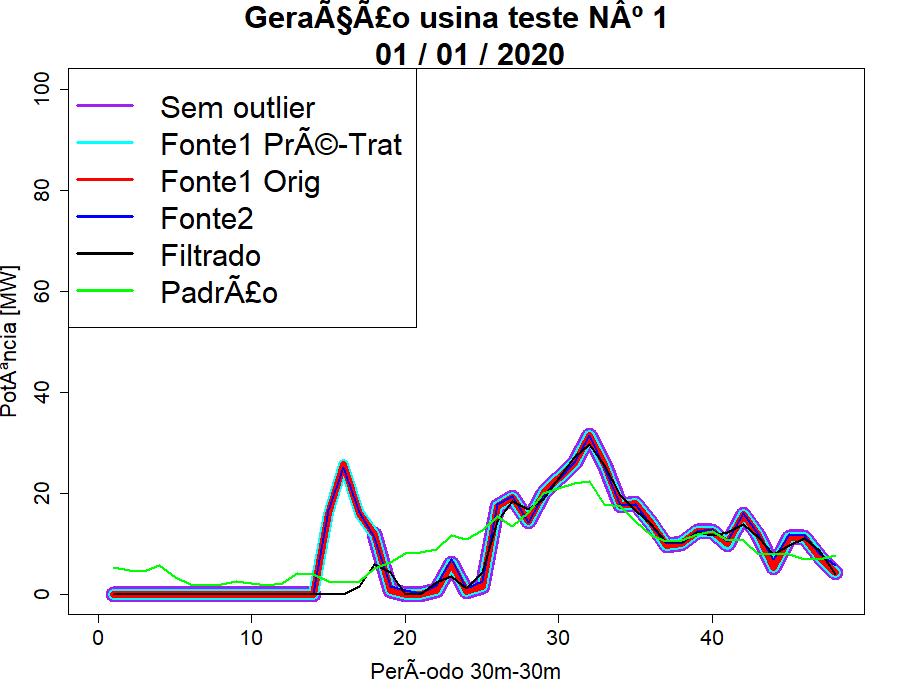 GeraÃ§Ã£o usina teste NÂº 1
01 / 01 / 2020
Sem outlier
Fonte1 PrÃ©-Trat
Fonte1 Orig
Fonte2
Filtrado
PadrÃ£o
PotÃªncia [MW]
100
80
60
40
20
0
0 10 20 30 40
PerÃ-odo 30m-30m